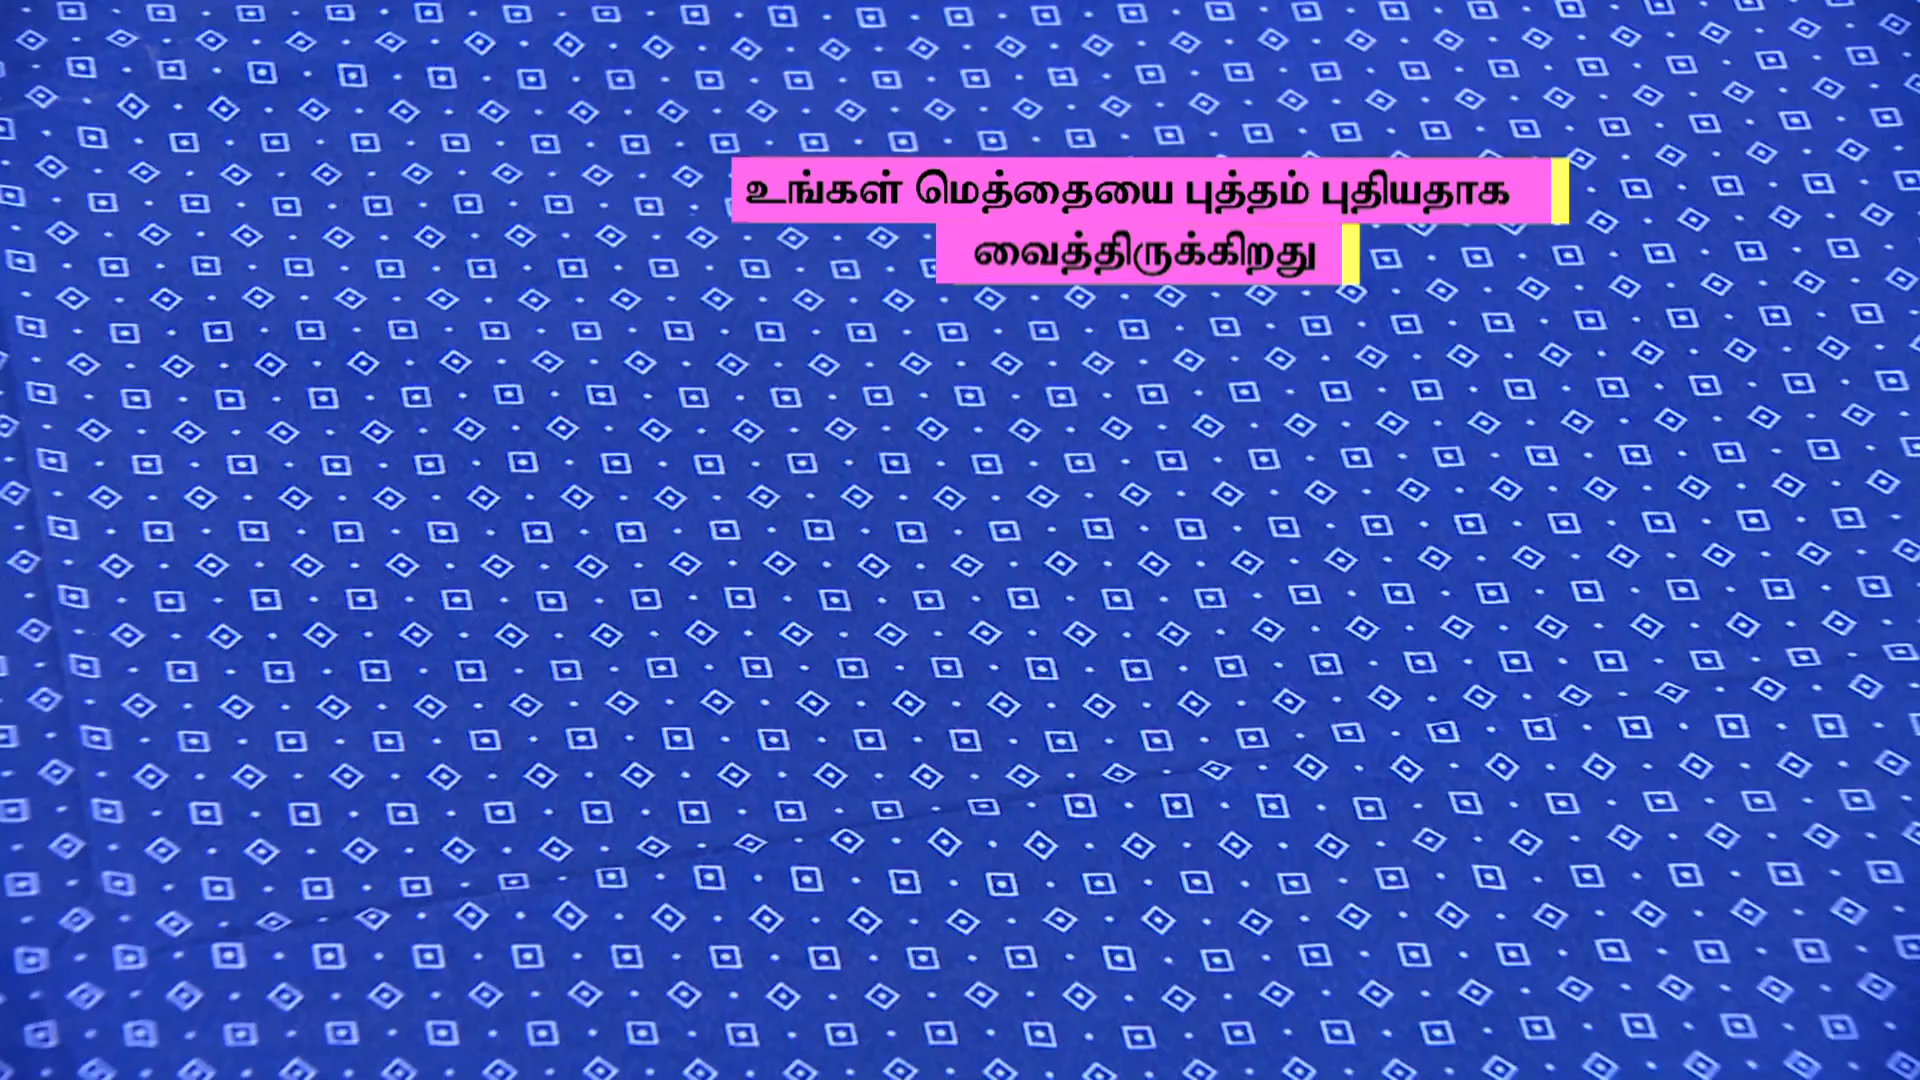 உங்கள் மெத்தையை புத்தம் புதியதாக
வைத்திருக்கிறது